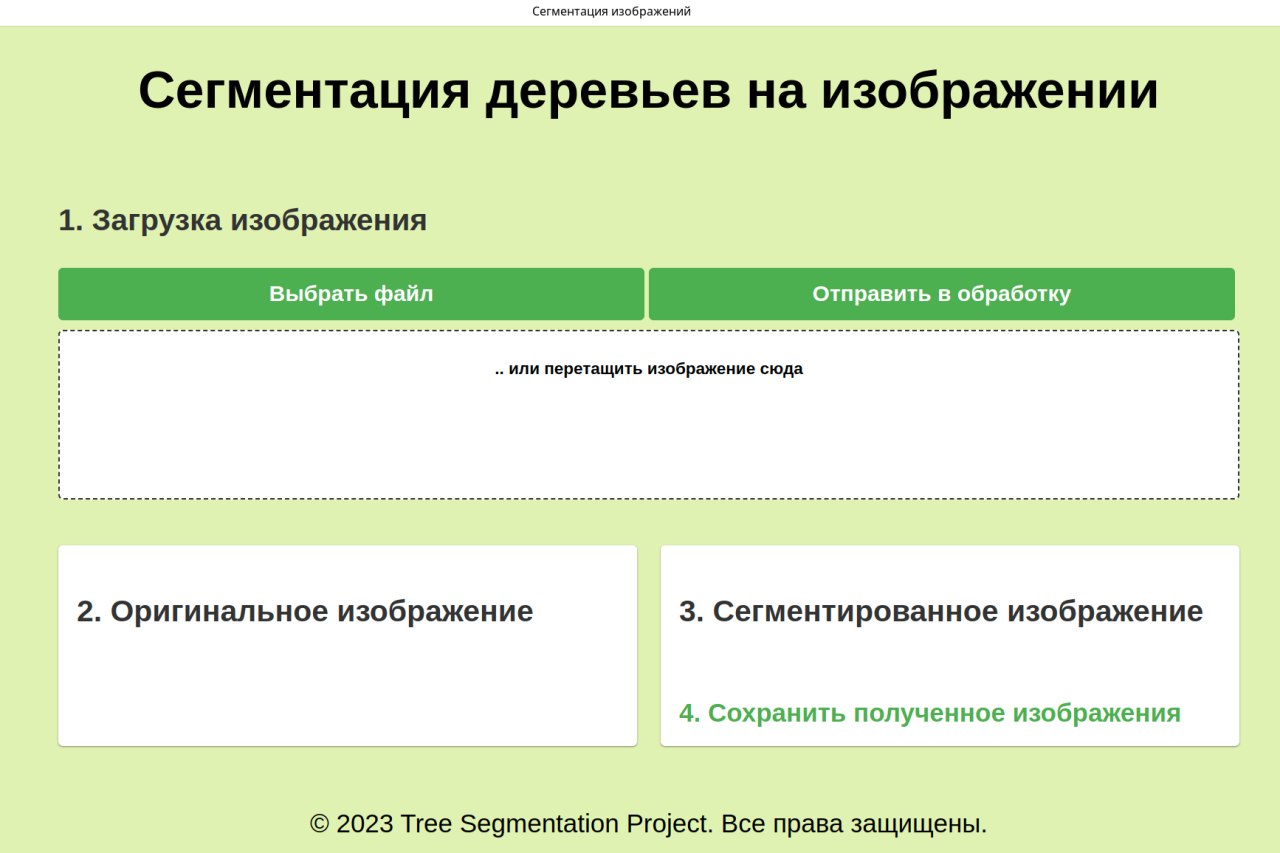 Сегментация изображений
Сегментация деревьев на изображении
1. Загрузка изображения
Выбрать файл
Отправить в обработку
.. или перетащить изображение сюда
2. Оригинальное изображение
3. Сегментированное изображение
4. Сохранить полученное изображения
© 2023 Tree Segmentation Project. Все права защищены.